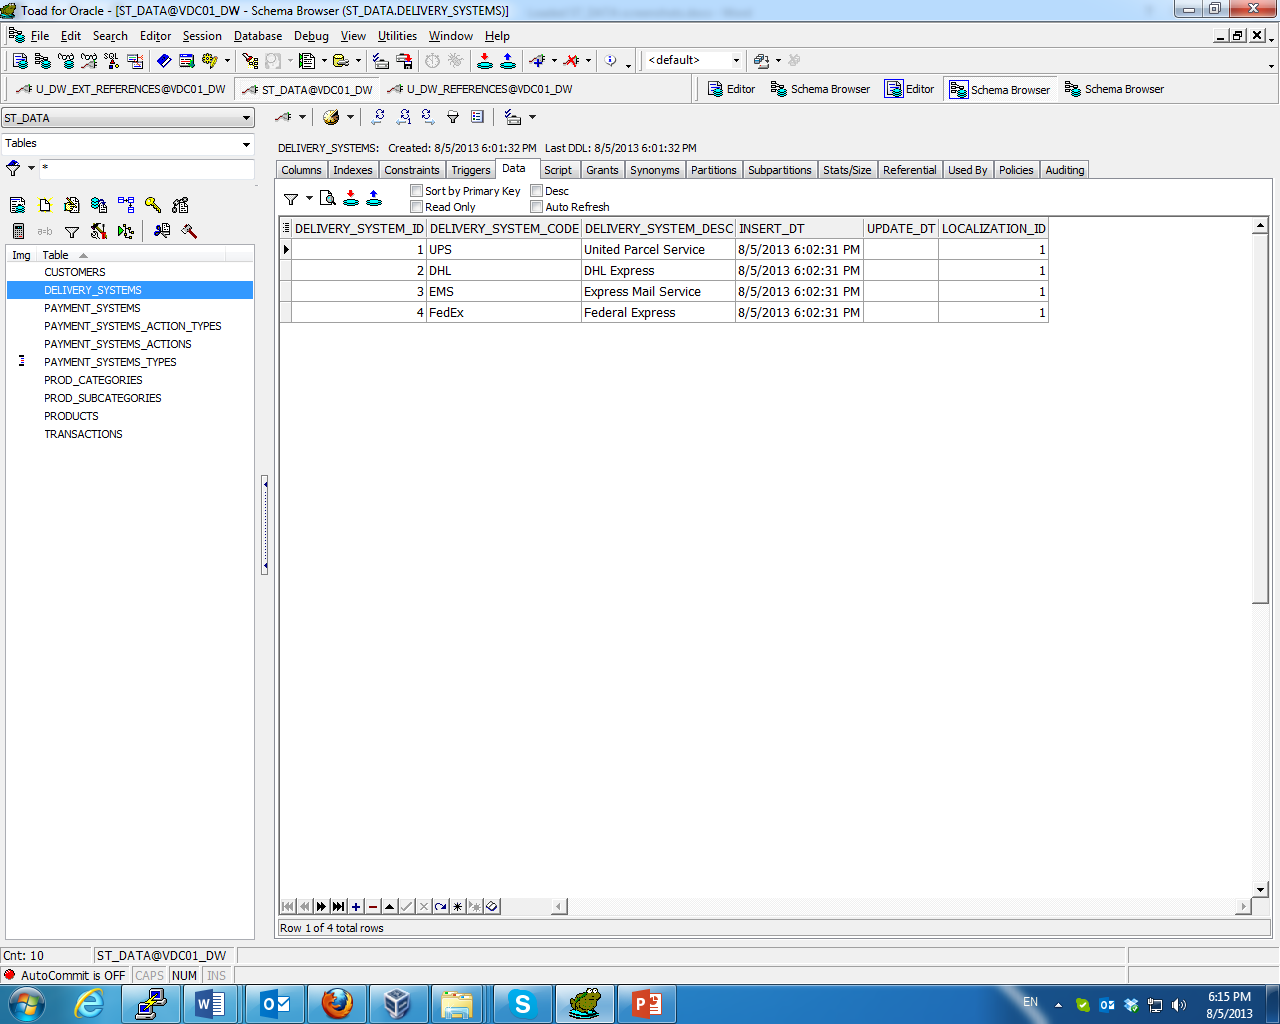 Toad for Oracle - [ST_DATA@VDC01_DW - Schema Browser (ST_DATA.DELIVERY_SYSTEMS)]
File Edit Search Editor Session Database Debug View Utilities Window Help
<default>
U_DW_EXT_REFERENCES@VDC01_DW ST_DATA@VDC01_DW U_DW_REFERENCES@VDC01_DW Editor Schema Browser Editor Schema Browser Schema Browser
ST_DATA
Tables
*
Img Table
CUSTOMERS
DELIVERY_SYSTEMS
PAYMENT_SYSTEMS
PAYMENT_SYSTEMS_ACTION_TYPES
PAYMENT_SYSTEMS_ACTIONS
PAYMENT_SYSTEMS_TYPES
PROD_CATEGORIES
PROD_SUBCATEGORIES
PRODUCTS
TRANSACTIONS
DELIVERY_SYSTEMS: Created: 8/5/2013 6:01:32 PM Last DDL: 8/5/2013 6:01:32 PM
Columns Indexes Constraints Triggers Data Script Grants Synonyms Partitions Subpartitions Stats/Size Referential Used By Policies Auditing
Sort by Primary Key Desc
Read Only Auto Refresh
DELIVERY_SYSTEM_ID DELIVERY_SYSTEM_CODE DELIVERY_SYSTEM_DESC INSERT_DT UPDATE_DT LOCALIZATION_ID
1 UPS United Parcel Service 8/5/2013 6:02:31 PM 1
2 DHL DHL Express 8/5/2013 6:02:31 PM 1
3 EMS Express Mail Service 8/5/2013 6:02:31 PM 1
4 FedEx Federal Express 8/5/2013 6:02:31 PM 1
Row 1 of 4 total rows
Cnt: 10 ST_DATA@VDC01_DW
AutoCommit is OFF CAPS NUM INS
EN 6:15 PM
8/5/2013